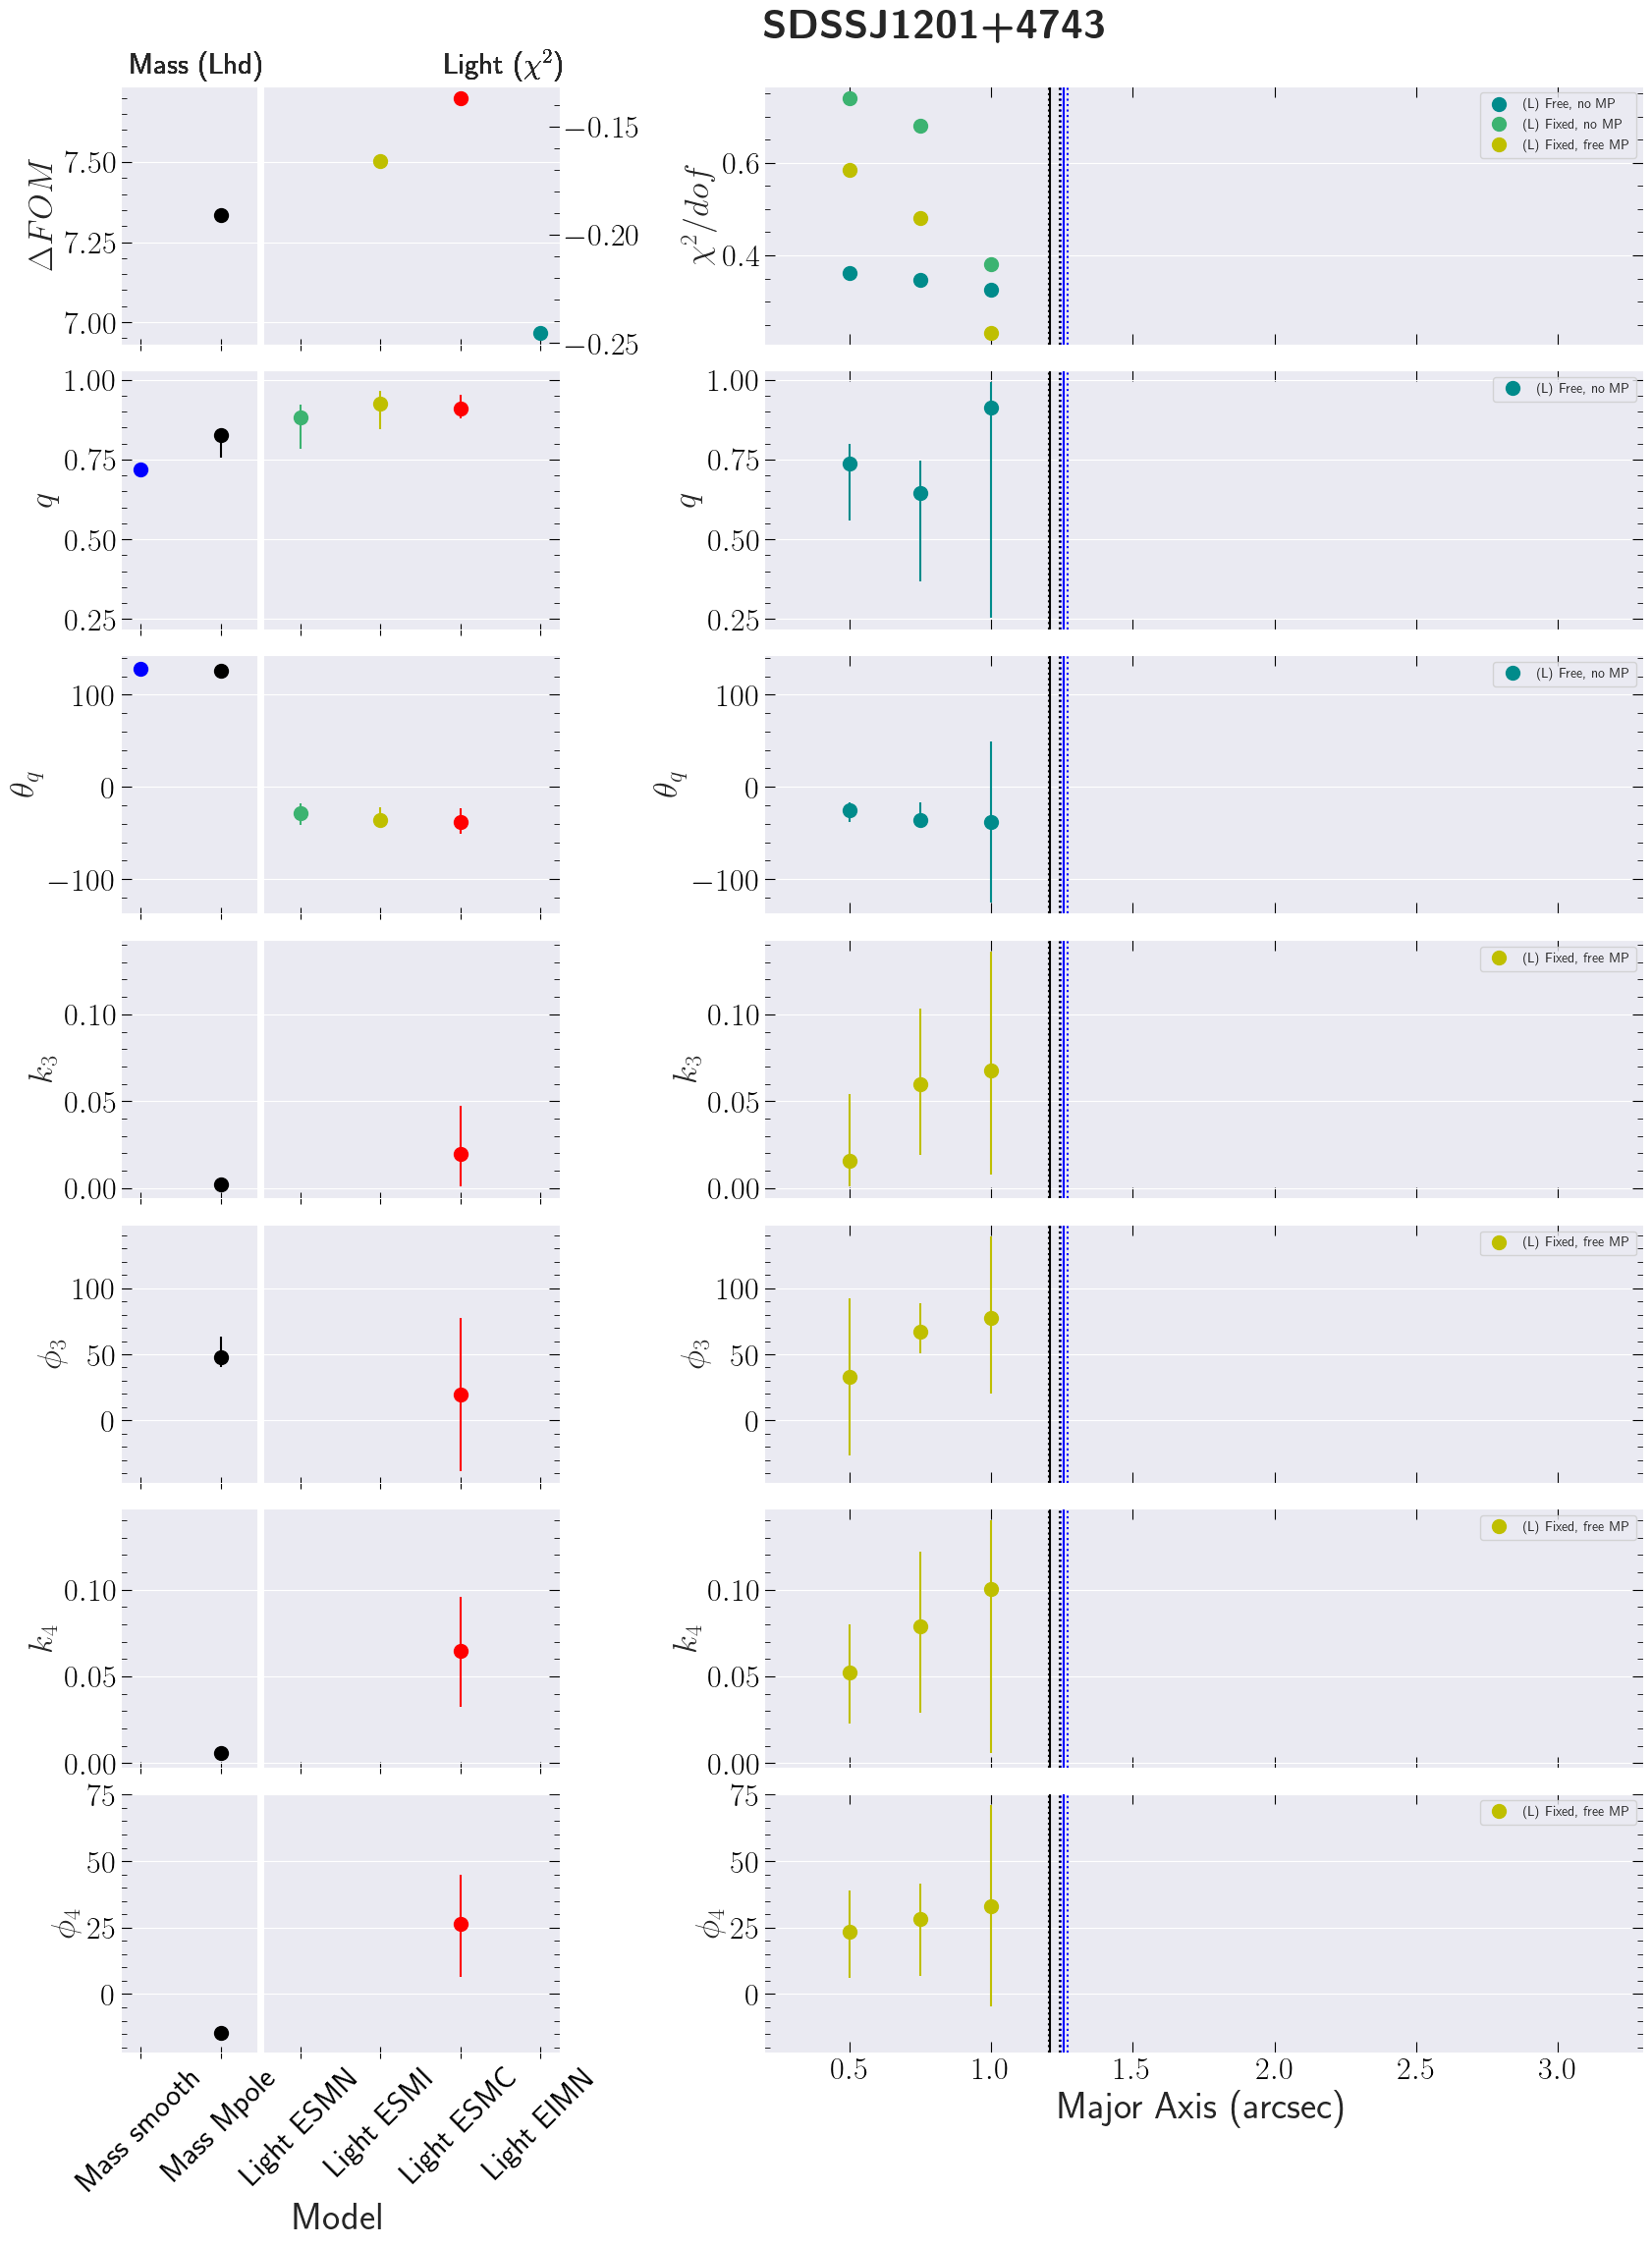 SDSSJ1201+4743
Mass (Lhd)
Light (χ²)
ΔFOM
7.50
7.25
7.00
−0.15
−0.20
−0.25
χ²/dof
0.6
0.4
(L) Free, no MP
(L) Fixed, no MP
(L) Fixed, free MP
q
1.00
0.75
0.50
0.25
q
1.00
0.75
0.50
0.25
(L) Free, no MP
θq
100
0
−100
θq
100
0
−100
(L) Free, no MP
k₃
0.10
0.05
0.00
k₃
0.10
0.05
0.00
(L) Fixed, free MP
ϕ₃
100
50
0
ϕ₃
100
50
0
(L) Fixed, free MP
k₄
0.10
0.05
0.00
k₄
0.10
0.05
0.00
(L) Fixed, free MP
ϕ₄
75
50
25
0
ϕ₄
75
50
25
0
(L) Fixed, free MP
Mass smooth
Mass Mpole
Light ESMN
Light ESMI
Light ESMC
Light EIMN
Model
0.5
1.0
1.5
2.0
2.5
3.0
Major Axis (arcsec)